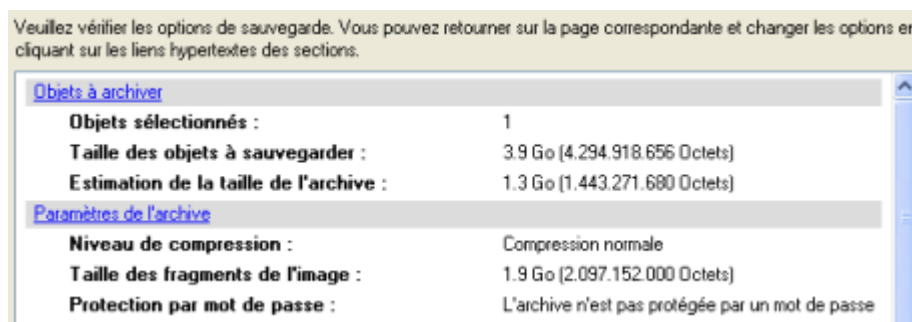 Veuillez vérifier les options de sauvegarde. Vous pouvez retourner sur la page correspondante et changer les options en
cliquant sur les liens hypertextes des sections.
Objets à archiver
Objets sélectionnés : 1
Taille des objets à sauvegarder : 3.9 Go (4.294.918.656 Octets)
Estimation de la taille de l'archive : 1.3 Go (1.443.271.680 Octets)
Paramètres de l'archive
Niveau de compression : Compression normale
Taille des fragments de l'image : 1.9 Go (2.097.152.000 Octets)
Protection par mot de passe : L'archive n'est pas protégée par un mot de passe